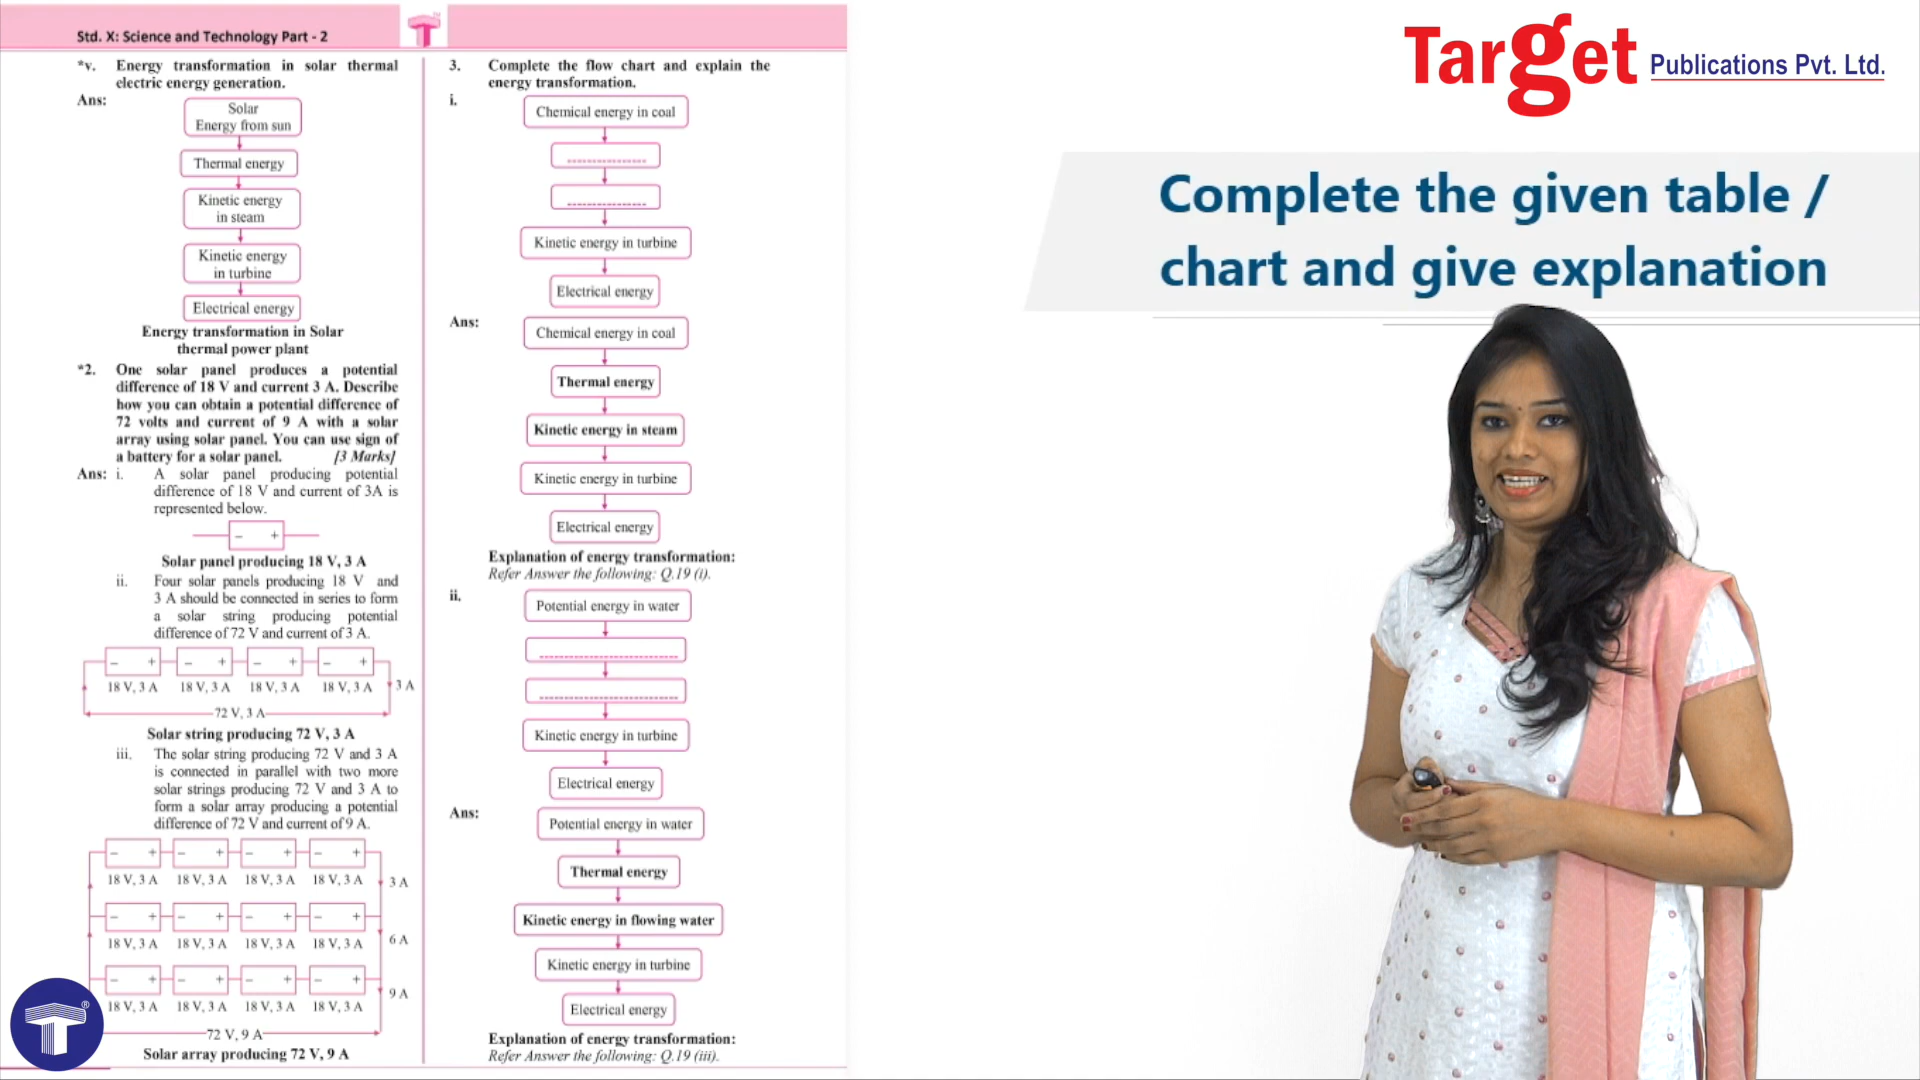 Std. X: Science and Technology Part - 2
*v. Energy transformation in solar thermal
electric energy generation.
Ans:
Solar
Energy from sun
Thermal energy
Kinetic energy
in steam
Kinetic energy
in turbine
Electrical energy
Energy transformation in Solar
thermal power plant
*2. One solar panel produces a potential
difference of 18 V and current 3 A. Describe
how you can obtain a potential difference of
72 volts and current of 9 A with a solar
array using solar panel. You can use sign of
a battery for a solar panel. [3 Marks]
Ans: i. A solar panel producing potential
difference of 18 V and current of 3A is
represented below.
– +
Solar panel producing 18 V, 3 A
ii. Four solar panels producing 18 V and
3 A should be connected in series to form
a solar string producing potential
difference of 72 V and current of 3 A.
– + – + – + – +
18 V, 3 A 18 V, 3 A 18 V, 3 A 18 V, 3 A 3 A
72 V, 3 A
Solar string producing 72 V, 3 A
iii. The solar string producing 72 V and 3 A
is connected in parallel with two more
solar strings producing 72 V and 3 A to
form a solar array producing a potential
difference of 72 V and current of 9 A.
– + – + – + – +
18 V, 3 A 18 V, 3 A 18 V, 3 A 18 V, 3 A 3 A
– + – + – + – +
18 V, 3 A 18 V, 3 A 18 V, 3 A 18 V, 3 A 6 A
– + – + – + – +
18 V, 3 A 18 V, 3 A 18 V, 3 A 18 V, 3 A 9 A
72 V, 9 A
Solar array producing 72 V, 9 A
3. Complete the flow chart and explain the
energy transformation.
i.
Chemical energy in coal
Kinetic energy in turbine
Electrical energy
Ans:
Chemical energy in coal
Thermal energy
Kinetic energy in steam
Kinetic energy in turbine
Electrical energy
Explanation of energy transformation:
Refer Answer the following: Q.19 (i).
ii.
Potential energy in water
Kinetic energy in turbine
Electrical energy
Ans:
Potential energy in water
Thermal energy
Kinetic energy in flowing water
Kinetic energy in turbine
Electrical energy
Explanation of energy transformation:
Refer Answer the following: Q.19 (iii).
Target Publications Pvt. Ltd.
Complete the given table /
chart and give explanation